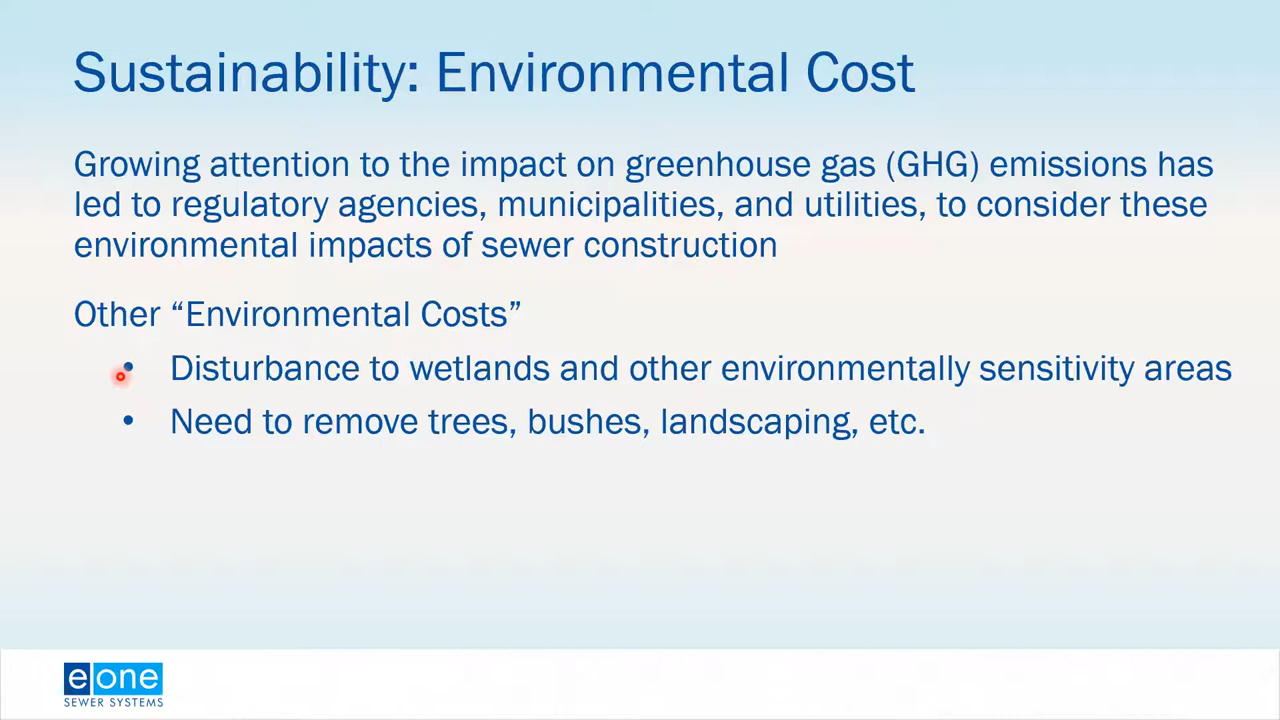 Sustainability: Environmental Cost
Growing attention to the impact on greenhouse gas (GHG) emissions has
led to regulatory agencies, municipalities, and utilities, to consider these
environmental impacts of sewer construction
Other “Environmental Costs”
• Disturbance to wetlands and other environmentally sensitivity areas
• Need to remove trees, bushes, landscaping, etc.
e one
SEWER SYSTEMS